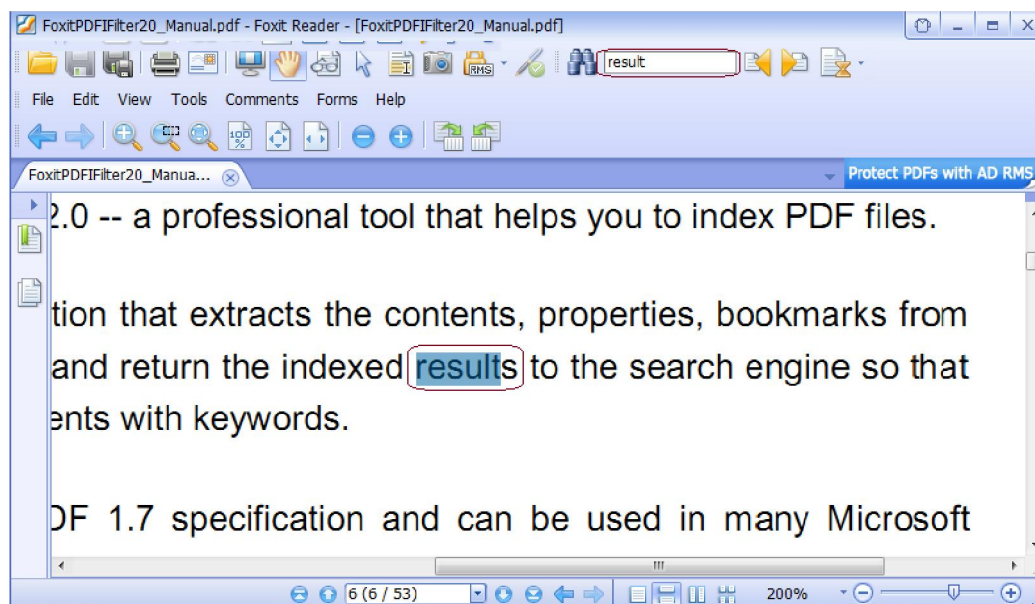 FoxitPDFIFilter20_Manual.pdf - Foxit Reader - [FoxitPDFIFilter20_Manual.pdf]
RMS
result
File Edit View Tools Comments Forms Help
100%
FoxitPDFIFilter20_Manua...
Protect PDFs with AD RMS
2.0 -- a professional tool that helps you to index PDF files.
tion that extracts the contents, properties, bookmarks from
and return the indexed results to the search engine so that
ents with keywords.
DF 1.7 specification and can be used in many Microsoft
6 (6 / 53)
200%